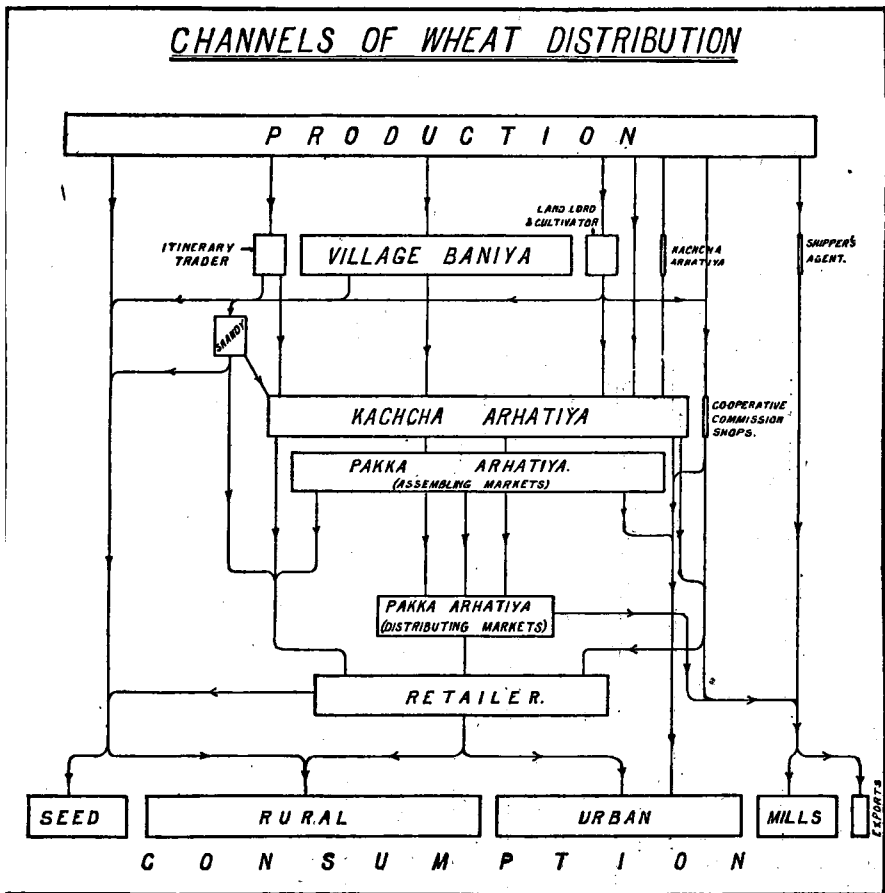 CHANNELS OF WHEAT DISTRIBUTION
PRODUCTION
LAND LORD
& CULTIVATOR
ITINERARY
TRADER
VILLAGE BANIYA
KACHCHA
ARHATIYA
SHIPPER'S
AGENT.
SHANDY
KACHCHA ARHATIYA
COOPERATIVE
COMMISSION
SHOPS.
PAKKA ARHATIYA.
(ASSEMBLING MARKETS)
PAKKA ARHATIYA
(DISTRIBUTING MARKETS)
RETAILER.
SEED
RURAL
URBAN
MILLS
EXPORTS
CONSUMPTION